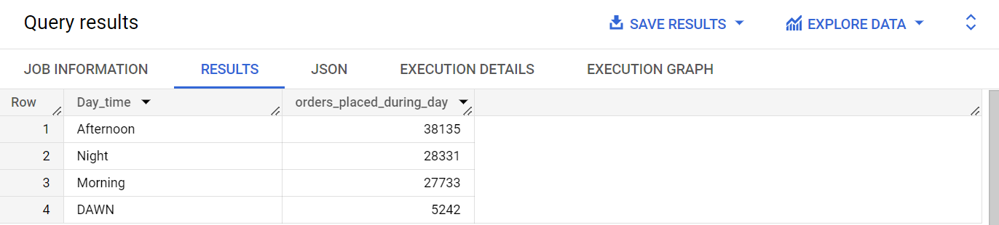 Query results SAVE RESULTS EXPLORE DATA
JOB INFORMATION RESULTS JSON EXECUTION DETAILS EXECUTION GRAPH
Row Day_time orders_placed_during_day
1 Afternoon 38135
2 Night 28331
3 Morning 27733
4 DAWN 5242